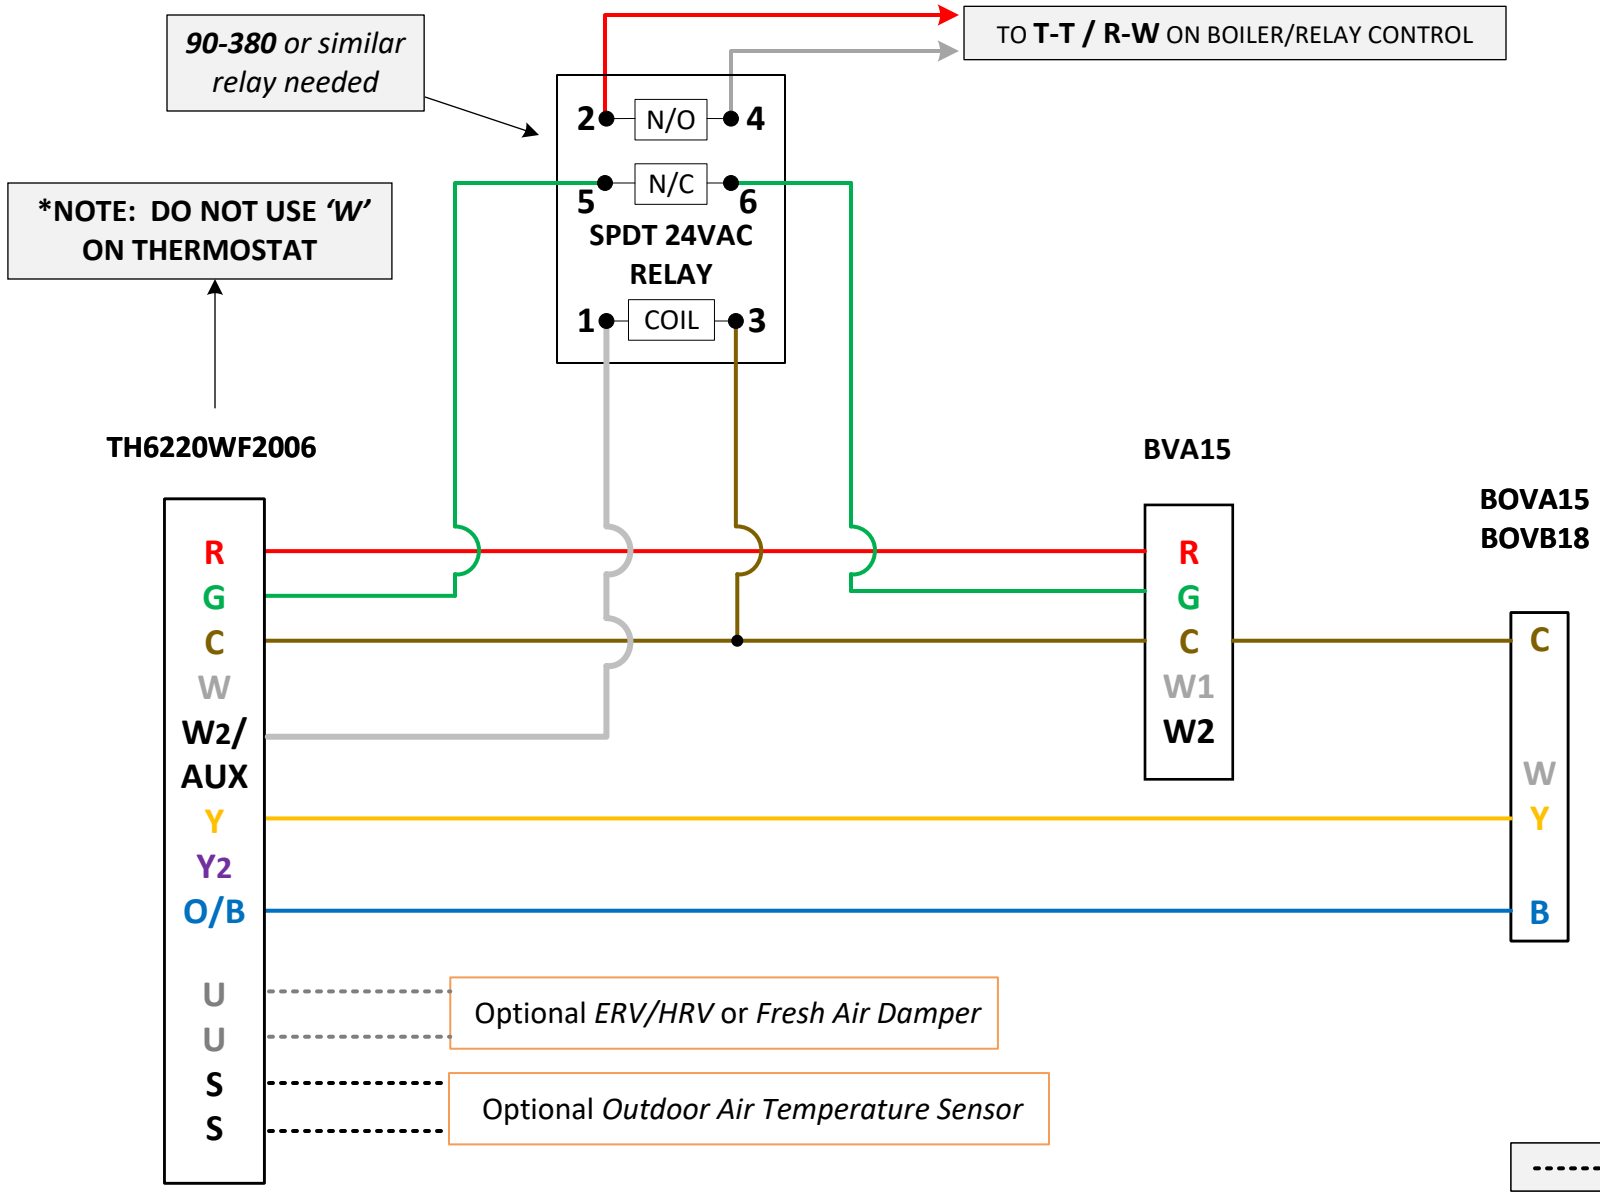 90-380 or similar
relay needed
TO T-T / R-W ON BOILER/RELAY CONTROL
2 N/O 4
N/C
5 6
SPDT 24VAC
RELAY
1 COIL 3
*NOTE: DO NOT USE ‘W’
ON THERMOSTAT
TH6220WF2006
R
G
C
W
W2/
AUX
Y
Y2
O/B
U
U
S
S
BVA15
R
G
C
W1
W2
BOVA15
BOVB18
C
W
Y
B
Optional ERV/HRV or Fresh Air Damper
Optional Outdoor Air Temperature Sensor